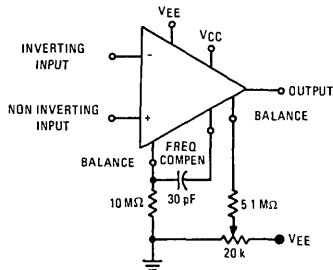 VEE
VCC
INVERTING
INPUT
-
OUTPUT
NON INVERTING
INPUT
+
BALANCE
FREQ
COMPEN
BALANCE
30 pF
10 MΩ
5 1 MΩ
VEE
20 k